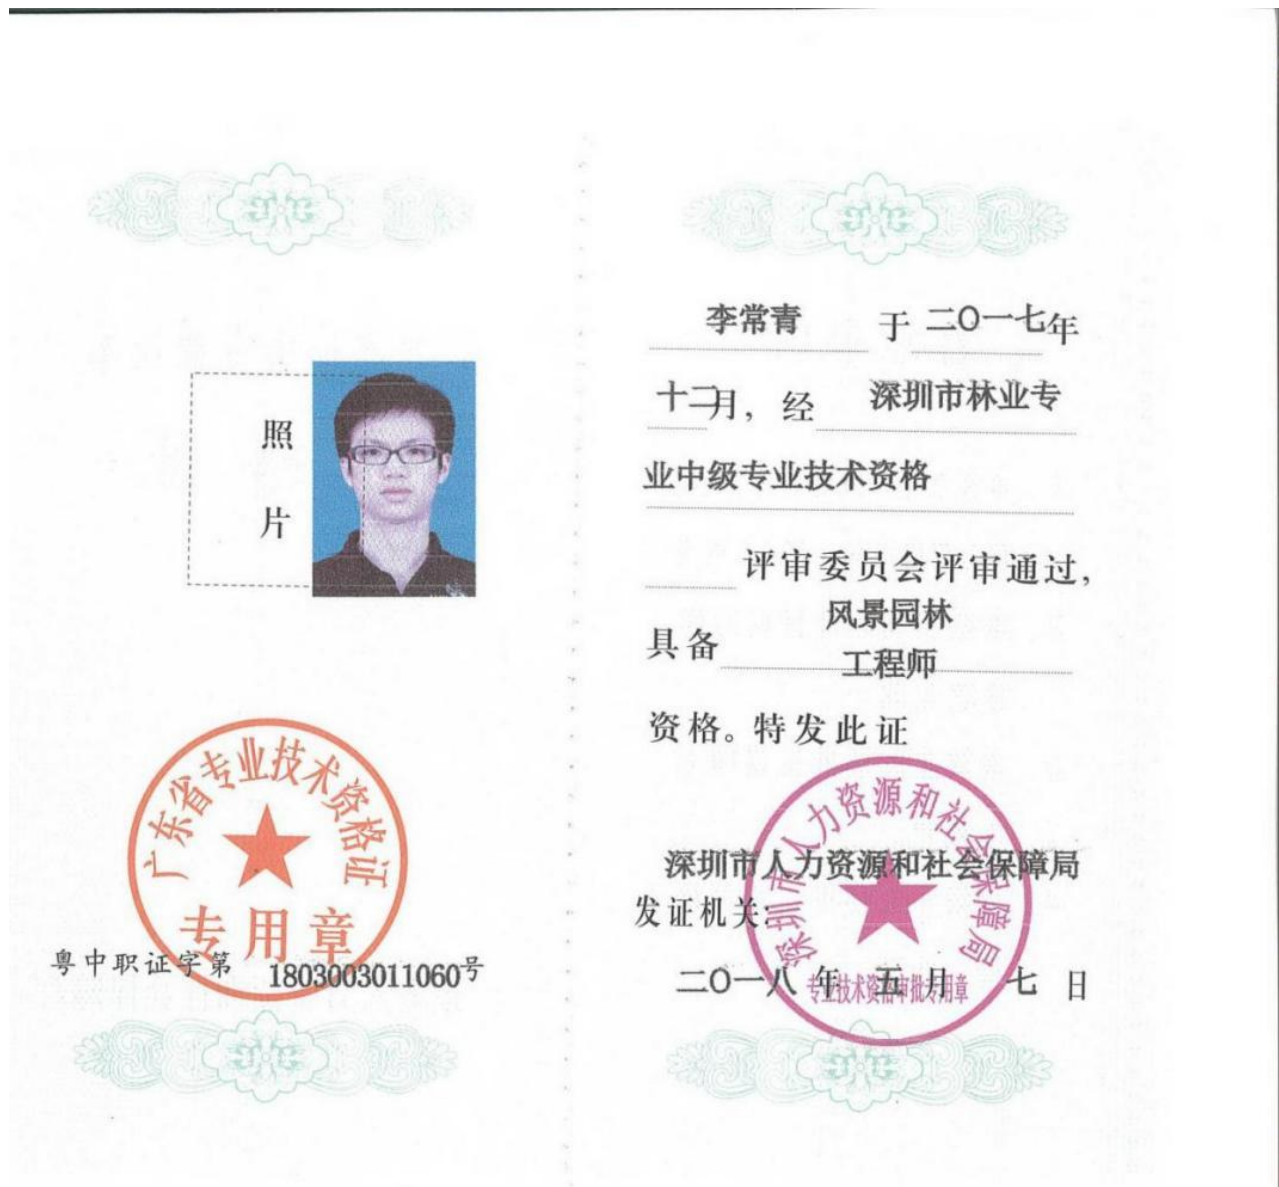 照
片
广东省专业技术资格证
专用章
粤中职证字第 1803003011060号
李常青 于 二〇一七年
十二月，经 深圳市林业专
业中级专业技术资格
评审委员会评审通过，
风景园林
具备
工程师
资格。特发此证
深圳市人力资源和社会保障局
深圳市人力资源和社会保障局
发证机关：
二〇一八 年 五 月 七 日
专业技术资格审批专用章